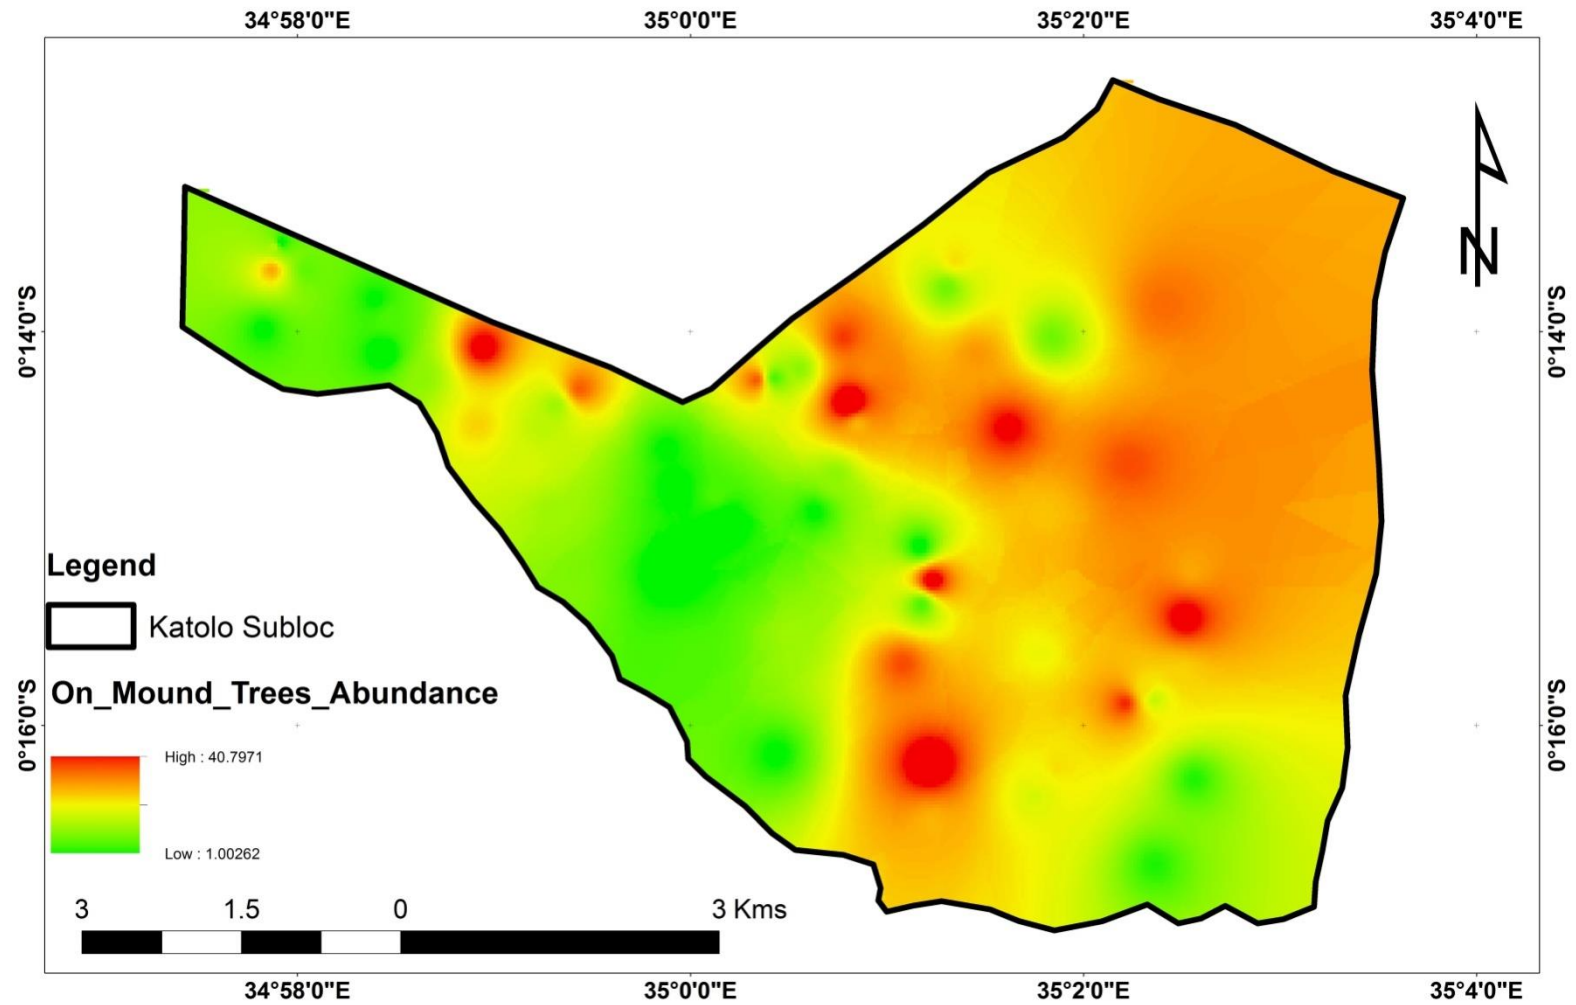 34°58'0"E 35°0'0"E 35°2'0"E 35°4'0"E
0°14'0"S
0°14'0"S
N
Legend
Katolo Subloc
On_Mound_Trees_Abundance
High : 40.7971
Low : 1.00262
0°16'0"S
0°16'0"S
3 1.5 0 3 Kms
34°58'0"E 35°0'0"E 35°2'0"E 35°4'0"E